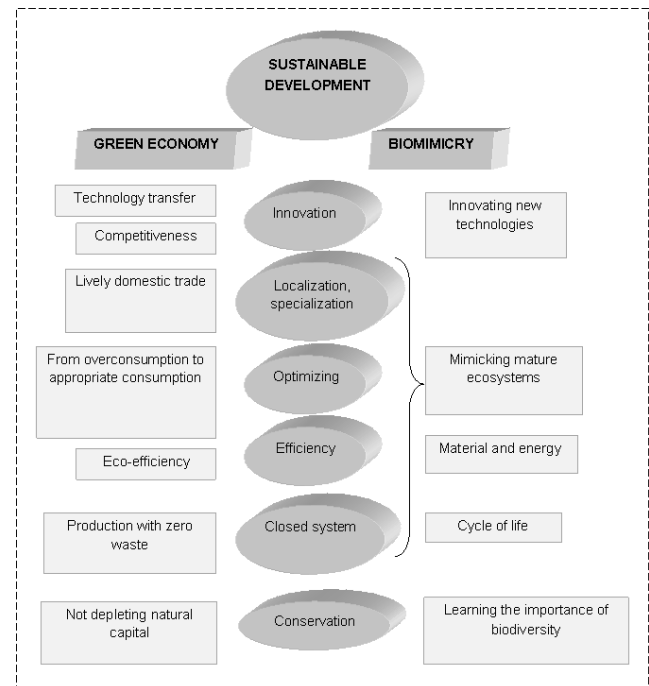 SUSTAINABLE
DEVELOPMENT
GREEN ECONOMY
BIOMIMICRY
Technology transfer
Competitiveness
Innovation
Innovating new
technologies
Lively domestic trade
Localization,
specialization
From overconsumption to
appropriate consumption
Optimizing
Mimicking mature
ecosystems
Eco-efficiency
Efficiency
Material and energy
Production with zero
waste
Closed system
Cycle of life
Not depleting natural
capital
Conservation
Learning the importance of
biodiversity